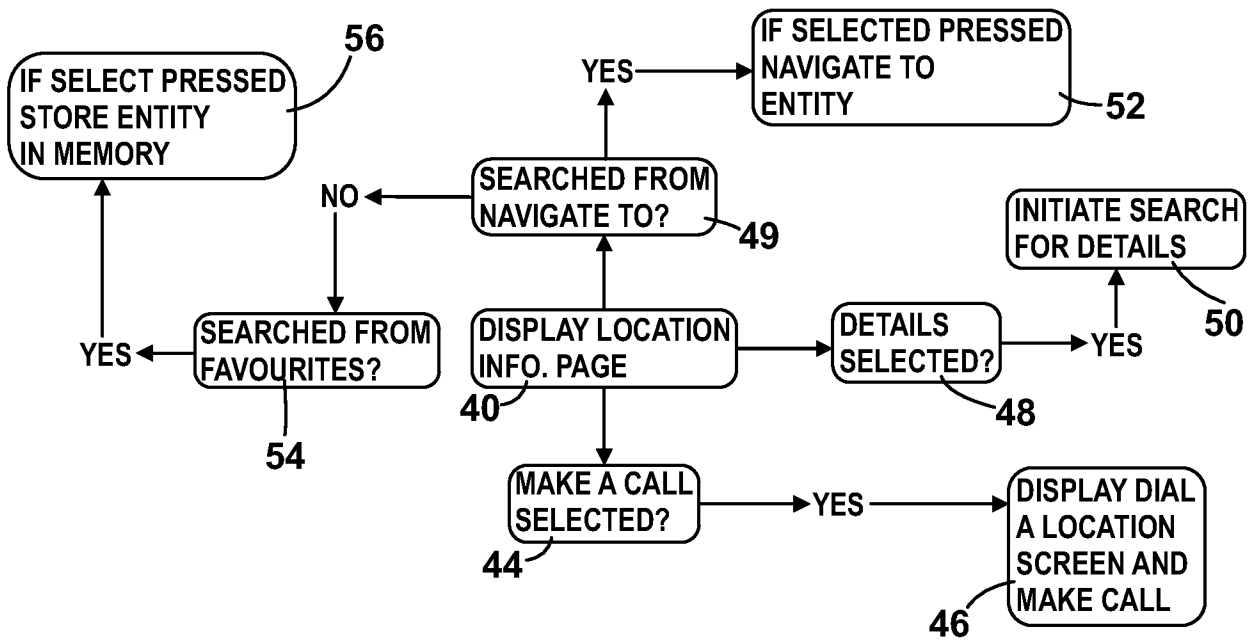 56
IF SELECT PRESSED
STORE ENTITY
IN MEMORY
YES
IF SELECTED PRESSED
NAVIGATE TO
ENTITY
52
NO
SEARCHED FROM
NAVIGATE TO?
49
INITIATE SEARCH
FOR DETAILS
50
YES
SEARCHED FROM
FAVOURITES?
54
DISPLAY LOCATION
INFO. PAGE
40
DETAILS
SELECTED?
48
YES
MAKE A CALL
SELECTED?
44
YES
DISPLAY DIAL
A LOCATION
SCREEN AND
MAKE CALL
46